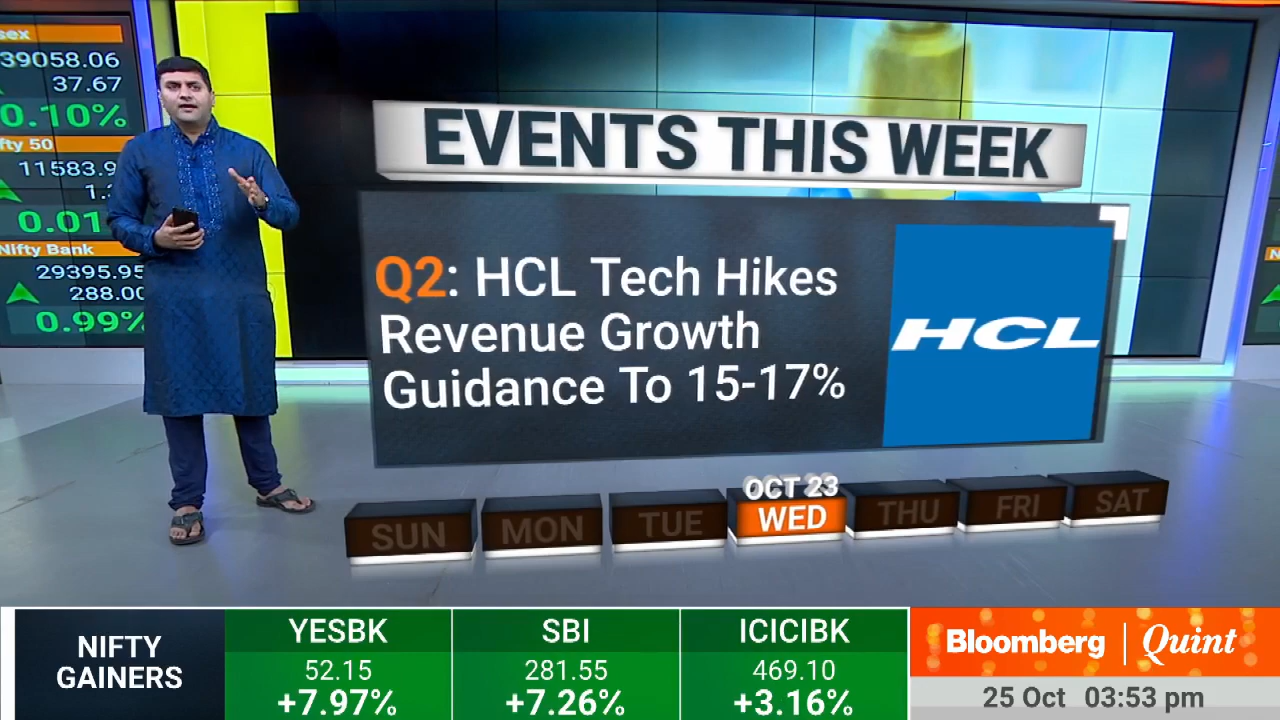 39058.06
37.67
0.10%
11583.9
0.01
Nifty Bank
29395.95
288.00
0.99%
EVENTS THIS WEEK
Q2: HCL Tech Hikes
Revenue Growth
Guidance To 15-17%
HCL
OCT 23
SUN MON TUE WED THU FRI SAT
NIFTY
GAINERS
YESBK
52.15
+7.97%
SBI
281.55
+7.26%
ICICIBK
469.10
+3.16%
Bloomberg | Quint
25 Oct 03:53 pm